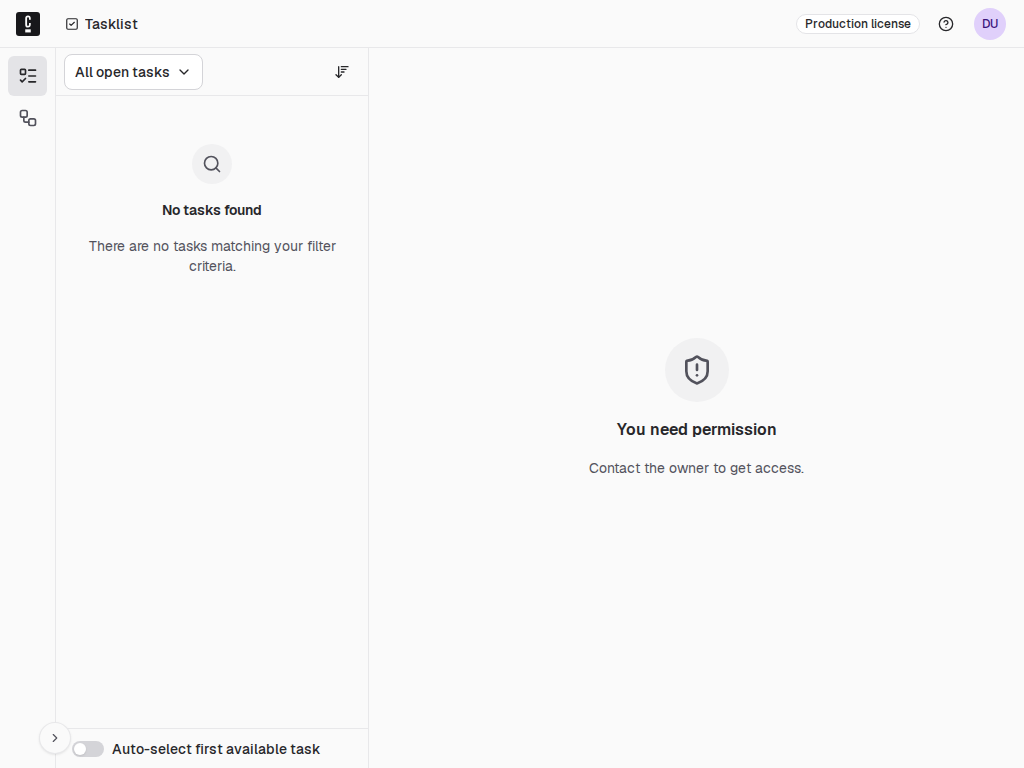 Tasklist
Production license
DU
All open tasks
No tasks found
There are no tasks matching your filter
criteria.
You need permission
Contact the owner to get access.
Auto-select first available task